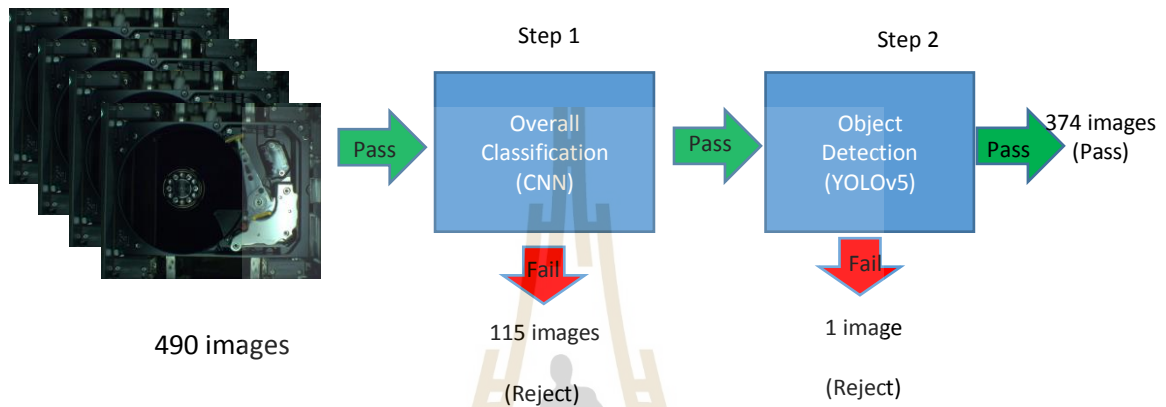 Step 1
Step 2
Pass
Overall
Classification
(CNN)
Pass
Object
Detection
(YOLOv5)
Pass
374 images
(Pass)
Fail
Fail
490 images
115 images
(Reject)
1 image
(Reject)